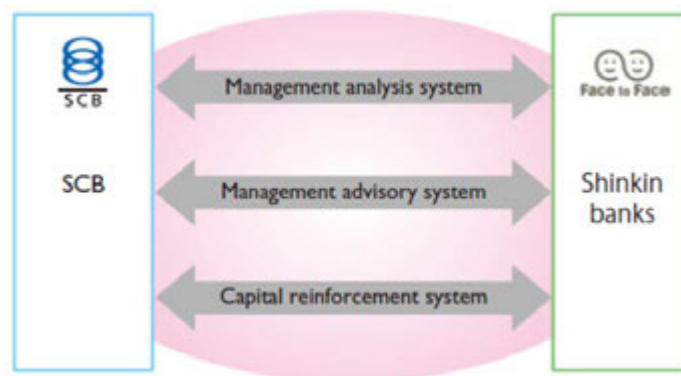 SCB
SCB
Management analysis system
Management advisory system
Capital reinforcement system
Face to Face
Shinkin
banks